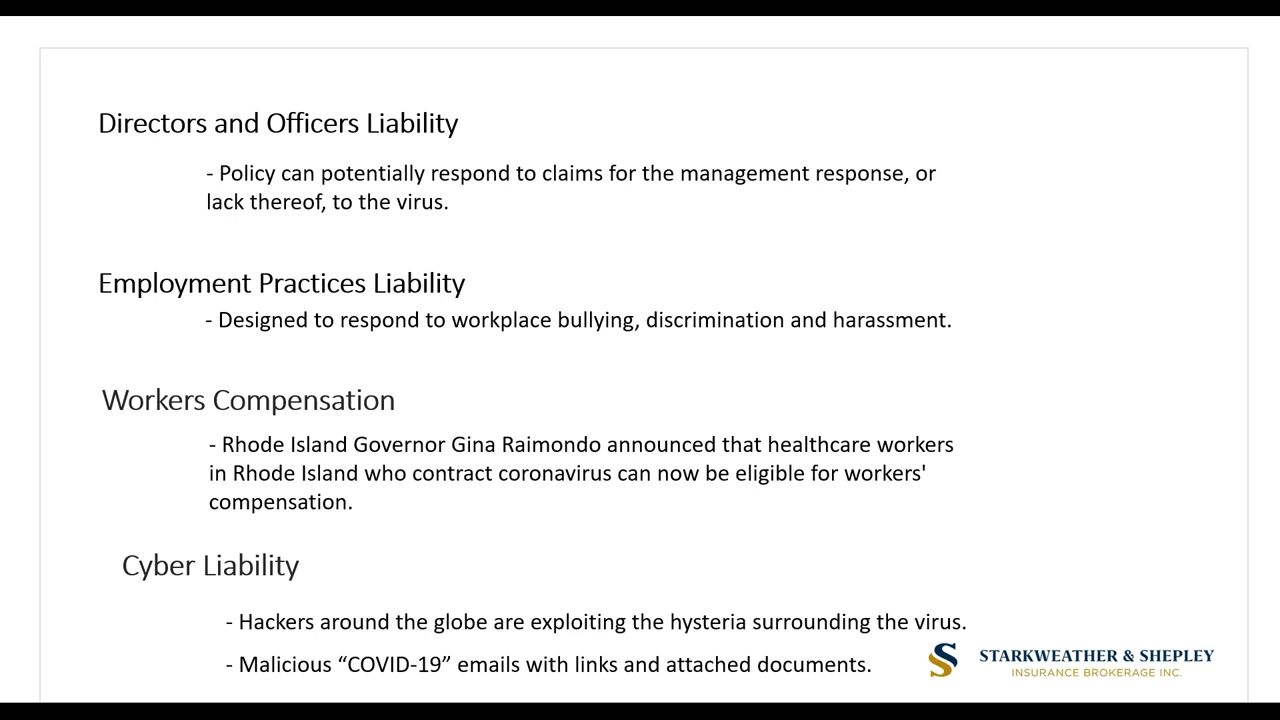 Directors and Officers Liability
- Policy can potentially respond to claims for the management response, or
lack thereof, to the virus.
Employment Practices Liability
- Designed to respond to workplace bullying, discrimination and harassment.
Workers Compensation
- Rhode Island Governor Gina Raimondo announced that healthcare workers
in Rhode Island who contract coronavirus can now be eligible for workers'
compensation.
Cyber Liability
- Hackers around the globe are exploiting the hysteria surrounding the virus.
- Malicious “COVID-19” emails with links and attached documents.
STARKWEATHER & SHEPLEY
INSURANCE BROKERAGE INC.